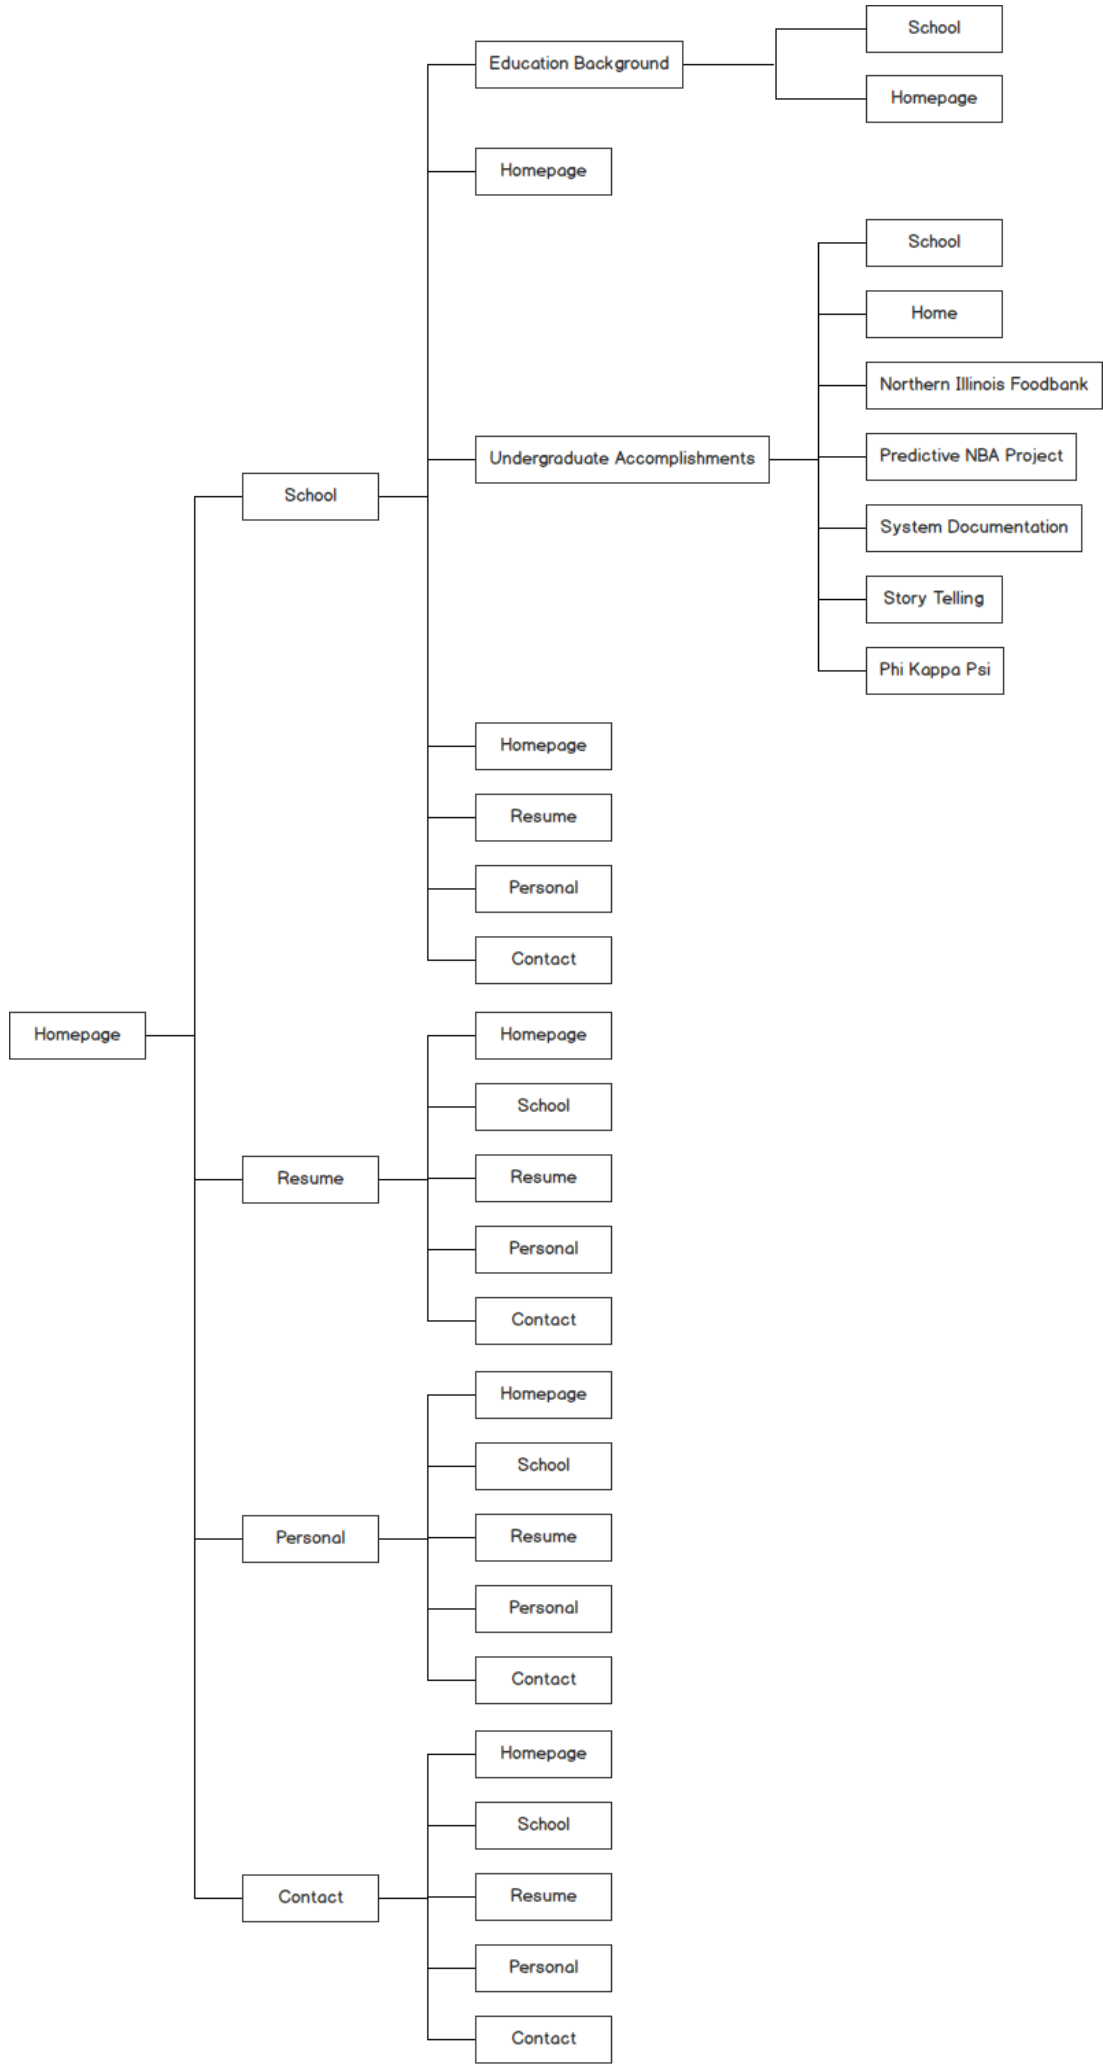 School
Education Background
Homepage
Homepage
School
Home
Northern Illinois Foodbank
Undergraduate Accomplishments
Predictive NBA Project
School
System Documentation
Story Telling
Phi Kappa Psi
Homepage
Resume
Personal
Contact
Homepage
Homepage
School
Resume
Resume
Personal
Contact
Homepage
School
Personal
Resume
Personal
Contact
Homepage
School
Contact
Resume
Personal
Contact